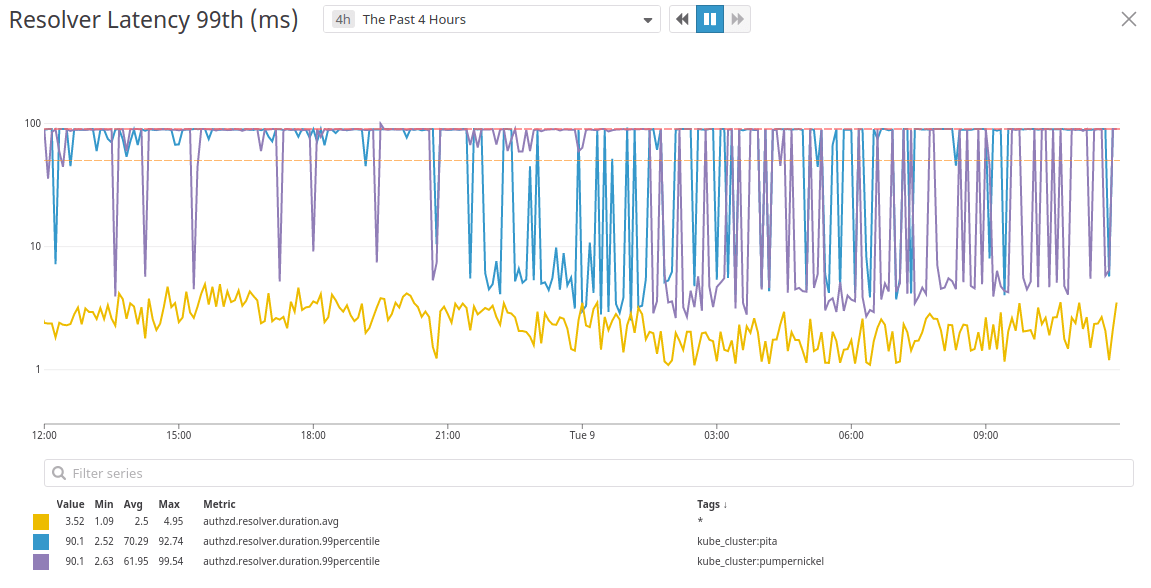 Resolver Latency 99th (ms)
4h The Past 4 Hours
100
10
1
12:00 15:00 18:00 21:00 Tue 9 03:00 06:00 09:00
Filter series
Value Min Avg Max Metric Tags ↓
3.52 1.09 2.5 4.95 authzd.resolver.duration.avg *
90.1 2.52 70.29 92.74 authzd.resolver.duration.99percentile kube_cluster:pita
90.1 2.63 61.95 99.54 authzd.resolver.duration.99percentile kube_cluster:pumpernickel